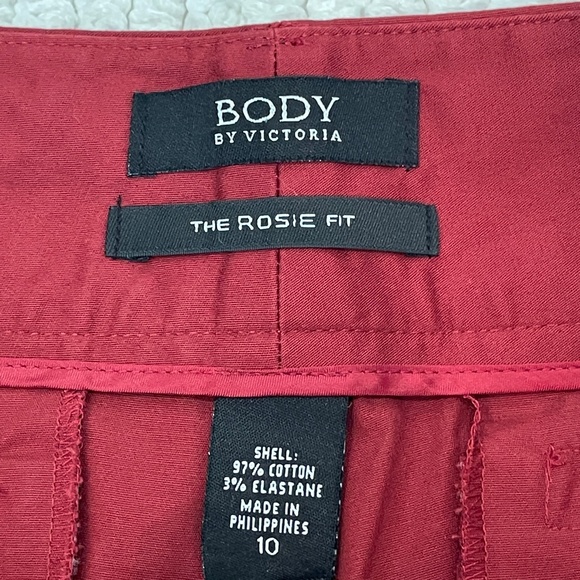 BODY
BY VICTORIA
THE ROSIE FIT
SHELL:
97% COTTON
3% ELASTANE
MADE IN
PHILIPPINES
10